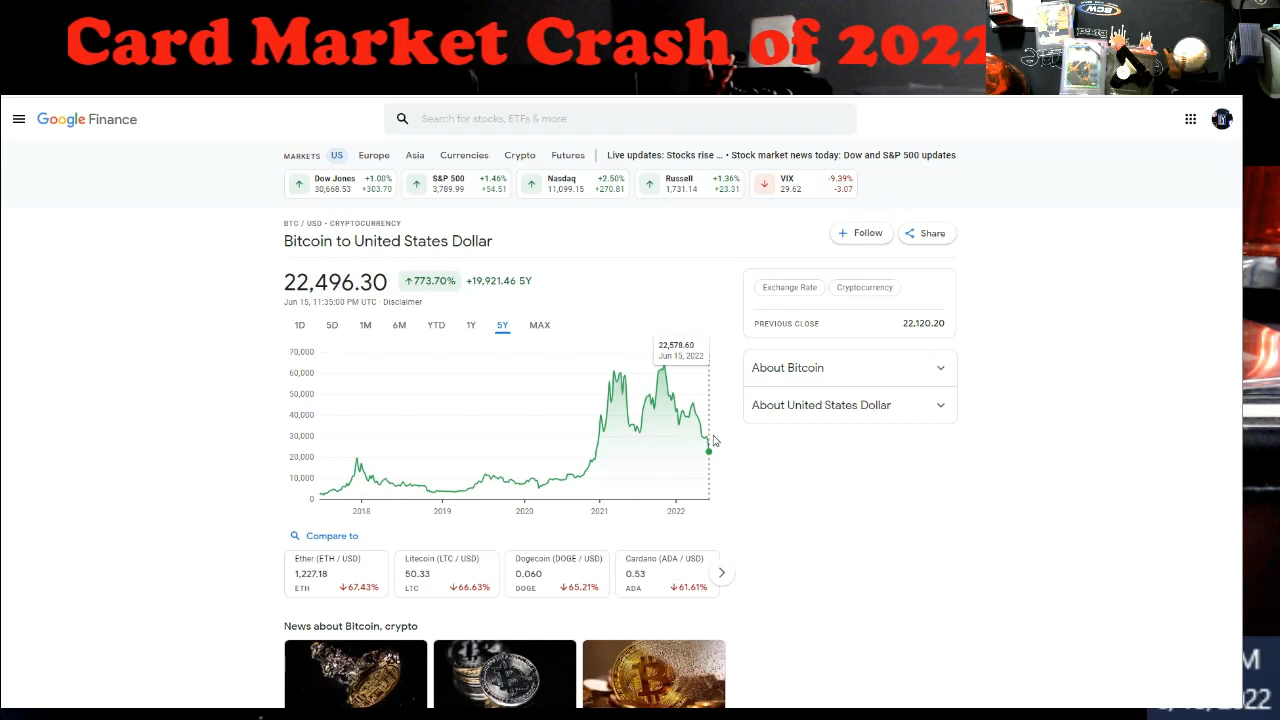 Card Market Crash of 2022
BCW
Google Finance
Search for stocks, ETFs & more
MARKETS US Europe Asia Currencies Crypto Futures Live updates: Stocks rise ... • Stock market news today: Dow and S&P 500 updates
Dow Jones +1.00% S&P 500 +1.46% Nasdaq +2.50% Russell +1.36% VIX -9.39%
30,668.53 +303.70 3,789.99 +54.51 11,099.15 +270.81 1,731.14 +23.31 29.62 -3.07
BTC / USD • CRYPTOCURRENCY
Bitcoin to United States Dollar
+ Follow Share
22,496.30 ↑773.70% +19,921.46 5Y
Jun 15, 11:35:00 PM UTC · Disclaimer
1D 5D 1M 6M YTD 1Y 5Y MAX
22,578.60
Jun 15, 2022
70,000
60,000
50,000
40,000
30,000
20,000
10,000
0
2018 2019 2020 2021 2022
Exchange Rate Cryptocurrency
PREVIOUS CLOSE 22,120.20
About Bitcoin
About United States Dollar
Compare to
Ether (ETH / USD) Litecoin (LTC / USD) Dogecoin (DOGE / USD) Cardano (ADA / USD)
1,227.18 50.33 0.060 0.53
ETH ↓67.43% LTC ↓66.63% DOGE ↓65.21% ADA ↓61.61%
News about Bitcoin, crypto